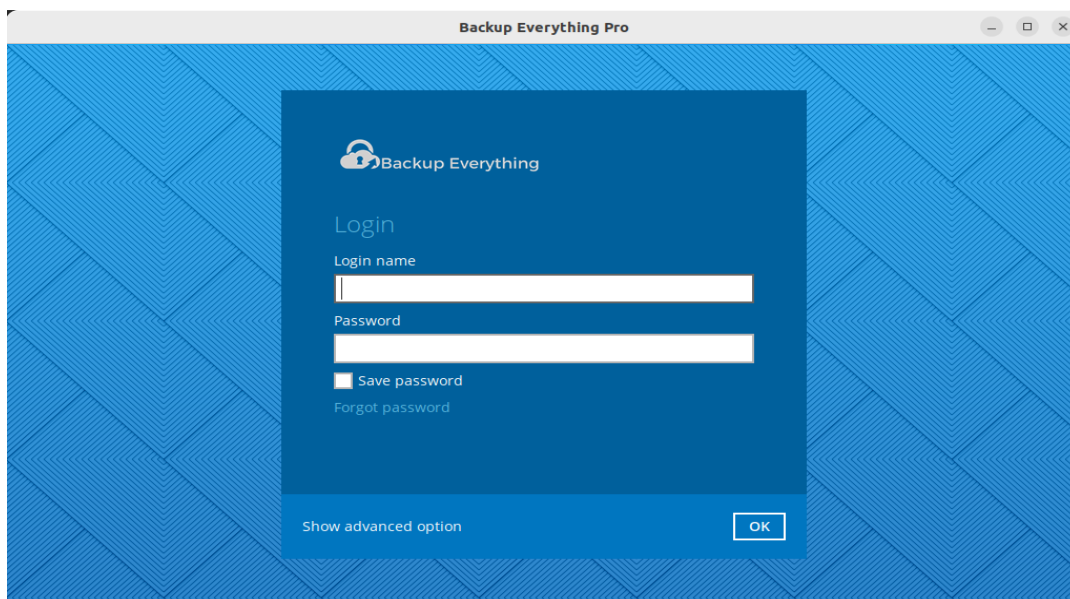 Backup Everything Pro
Backup Everything
Login
Login name
Password
Save password
Forgot password
Show advanced option
OK